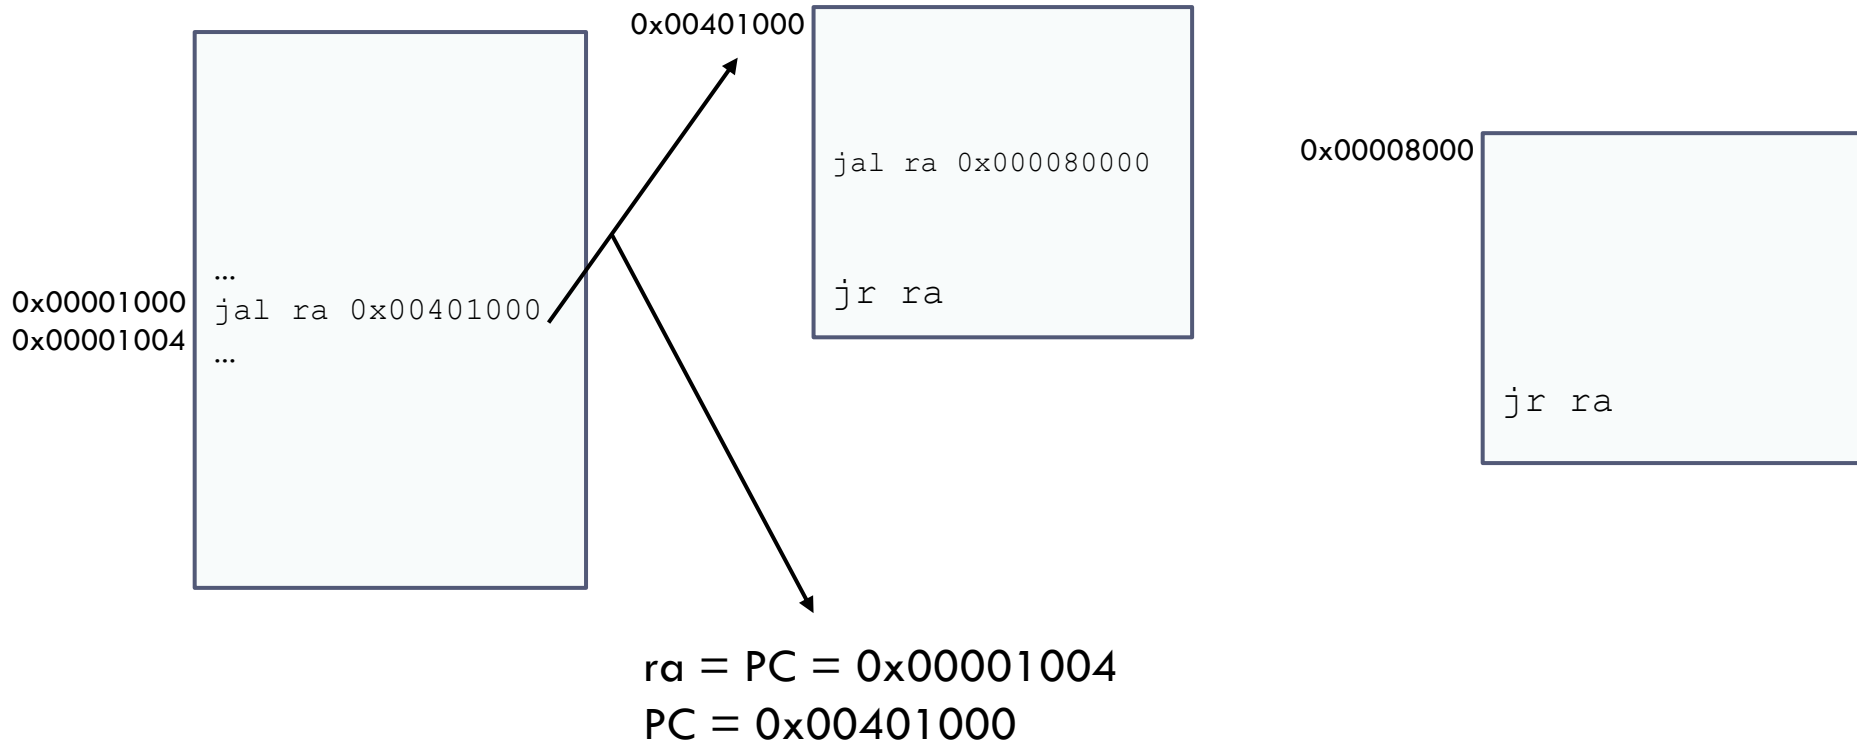 0x00401000
jal ra 0x000080000
jr ra
0x00008000
jr ra
...
0x00001000
jal ra 0x00401000
0x00001004
...
ra = PC = 0x00001004
PC = 0x00401000